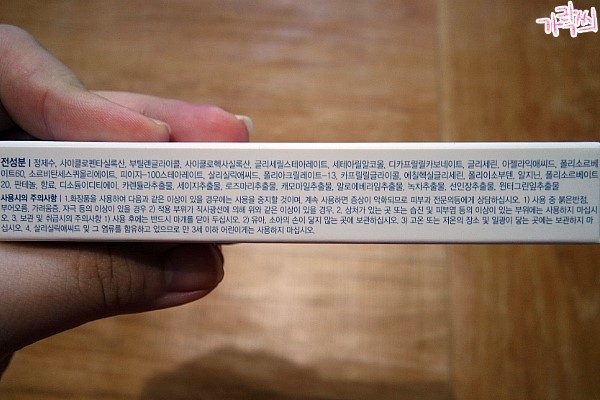 기락씨
전성분 | 정제수, 사이클로펜타실록산, 부틸렌글라이콜, 사이클로헥사실록산, 글리세릴스테아레이트, 세테아릴알코올, 디카프릴릴카보네이트, 글리세린, 아젤라익애씨드, 폴리소르베
이트60, 소르비탄세스퀴올리에이트, 피이지-100스테아레이트, 살리실릭애씨드, 폴리아크릴레이트-13, 카프릴릴글라이콜, 에칠헥실글리세린, 폴리이소부텐, 알지닌, 폴리소르베이트
20, 판테놀, 향료, 디소듐이디티에이, 카렌듈라추출물, 세이지추출물, 로즈마리추출물, 캐모마일추출물, 알로에베라잎추출물, 녹차추출물, 선인장추출물, 윈터그린잎추출물
사용시의 주의사항 | 1.화장품을 사용하여 다음과 같은 이상이 있을 경우에는 사용을 중지할 것이며, 계속 사용하면 증상이 악화되므로 피부과 전문의등에게 상담하십시오. 1) 사용 중 붉은반점,
부어오름, 가려움증, 자극 등의 이상이 있을 경우 2) 적용 부위가 직사광선에 의해 위와 같은 이상이 있을 경우. 2. 상처가 있는 곳 또는 습진 및 피부염 등의 이상이 있는 부위에는 사용하지 마십시
오. 3. 보관 및 취급시의 주의사항 1) 사용 후에는 반드시 마개를 닫아 두십시오. 2) 유아, 소아의 손이 닿지 않는 곳에 보관하십시오. 3) 고온 또는 저온의 장소 및 일광이 닿는 곳에는 보관하지 마
십시오. 4. 살리실릭애씨드 및 그 염류를 함유하고 있으므로 만 3세 이하 어린이에게는 사용하지 마십시오.